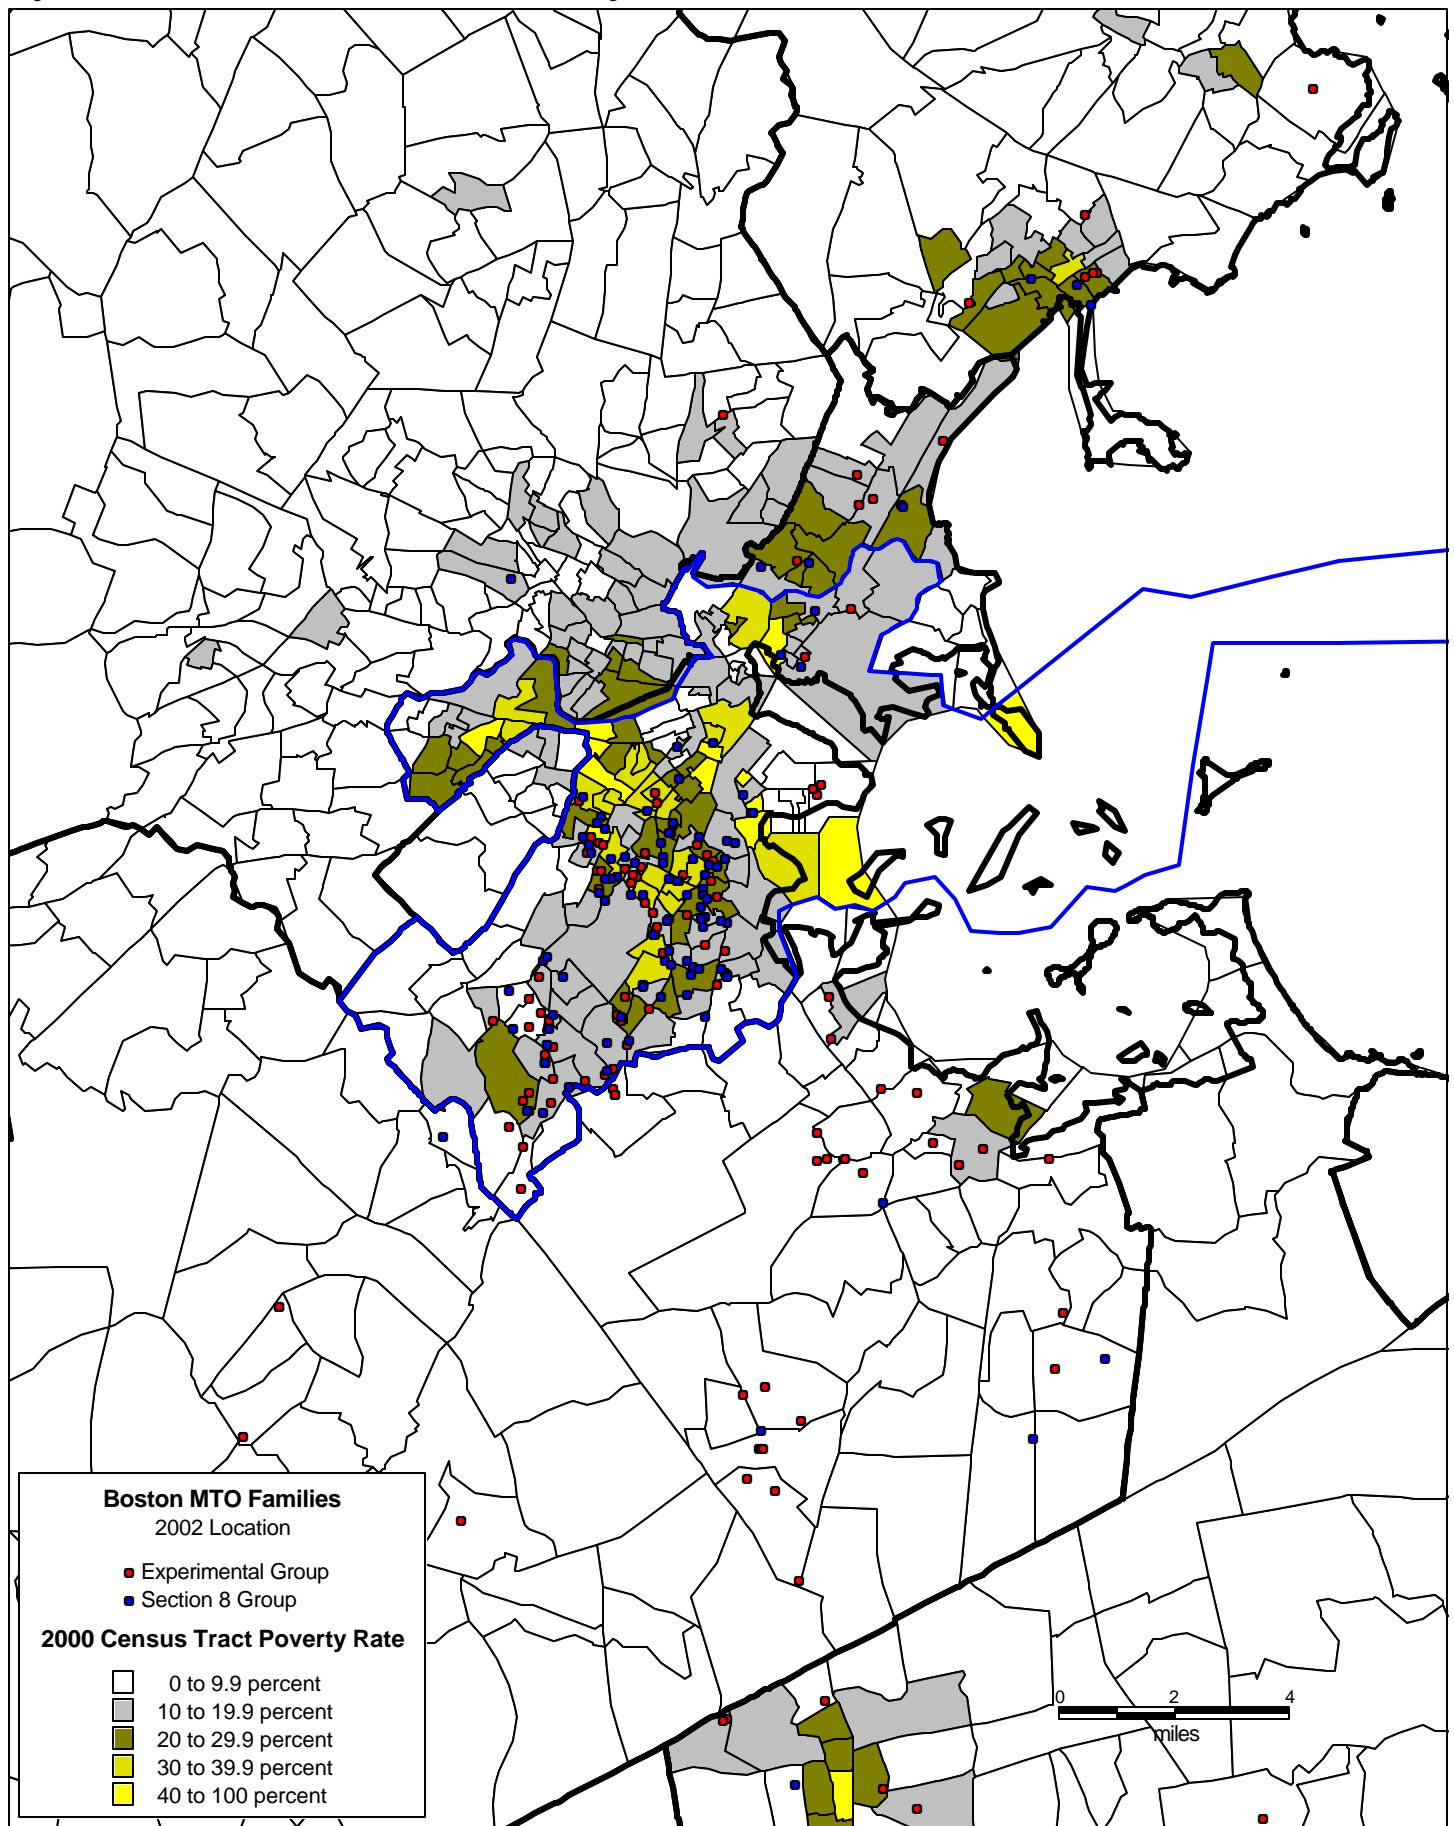 Boston MTO Families
2002 Location
Experimental Group
Section 8 Group
2000 Census Tract Poverty Rate
0 to 9.9 percent
10 to 19.9 percent
20 to 29.9 percent
30 to 39.9 percent
40 to 100 percent
0 2 4
miles